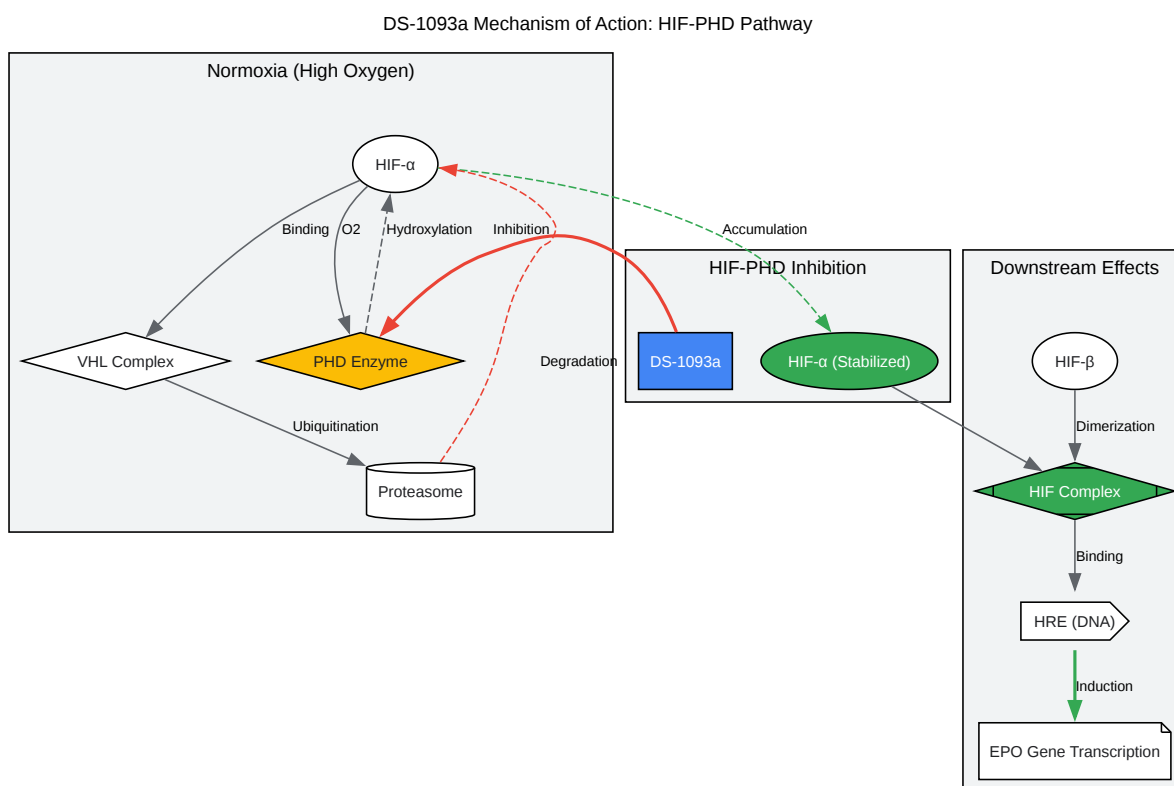 DS-1093a Mechanism of Action: HIF-PHD Pathway
Normoxia (High Oxygen)
HIF-α
Binding
O2
Hydroxylation
Inhibition
Accumulation
HIF-PHD Inhibition
Downstream Effects
VHL Complex
PHD Enzyme
Degradation
DS-1093a
HIF-α (Stabilized)
HIF-β
Ubiquitination
Dimerization
Proteasome
HIF Complex
Binding
HRE (DNA)
Induction
EPO Gene Transcription